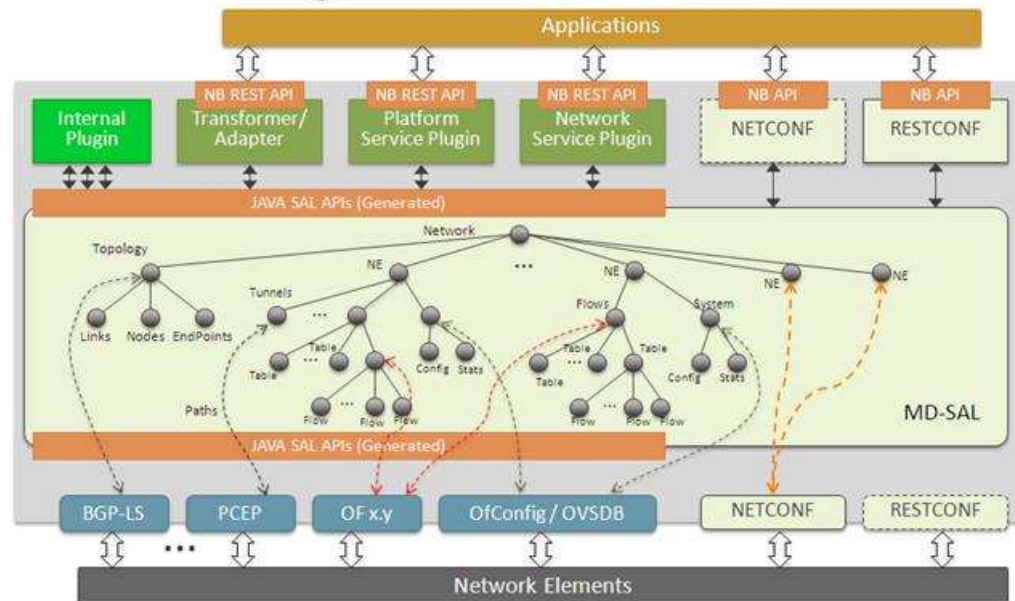 Applications
NB REST API
NB REST API
NB REST API
NB API
NB API
Internal
Plugin
Transformer/
Adapter
Platform
Service Plugin
Network
Service Plugin
NETCONF
RESTCONF
JAVA SAL APIs (Generated)
Network
Topology
NE
...
NE
NE
NE
Tunnels
...
Flows
System
Links
Nodes
EndPoints
Table
...
Table
Config
Stats
Table
...
Table
Table
Config
Stats
Paths
Flow
...
Flow
Flow
Flow
...
Flow
Flow
MD-SAL
JAVA SAL APIs (Generated)
BGP-LS
...
PCEP
OF x.y
OfConfig / OVSDB
NETCONF
RESTCONF
Network Elements